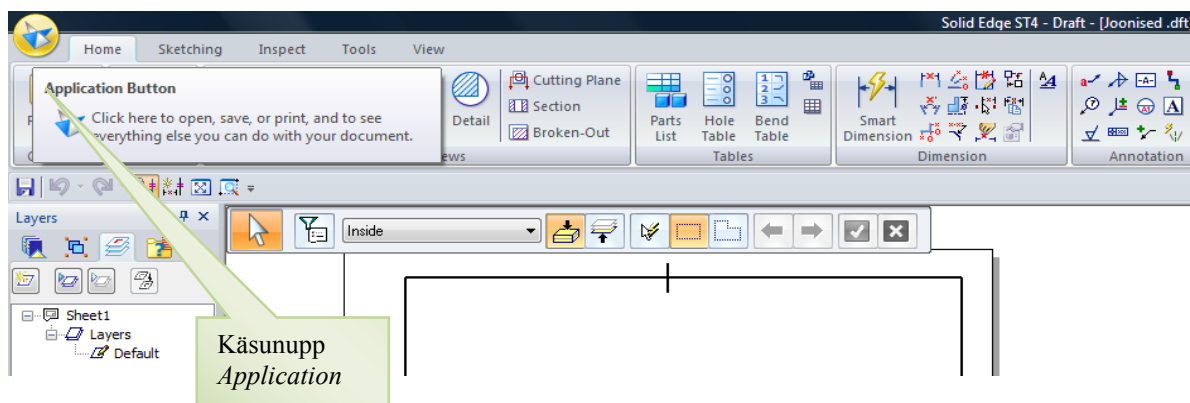 Solid Edge ST4 - Draft - [Joonised .dft
Home Sketching Inspect Tools View
Application Button
Click here to open, save, or print, and to see
everything else you can do with your document.
Detail
Cutting Plane
Section
Broken-Out
Parts
List
Hole
Table
Bend
Table
Tables
Smart
Dimension
Dimension
Annotation
Layers
Inside
Sheet1
Layers
Default
Käsunupp
Application